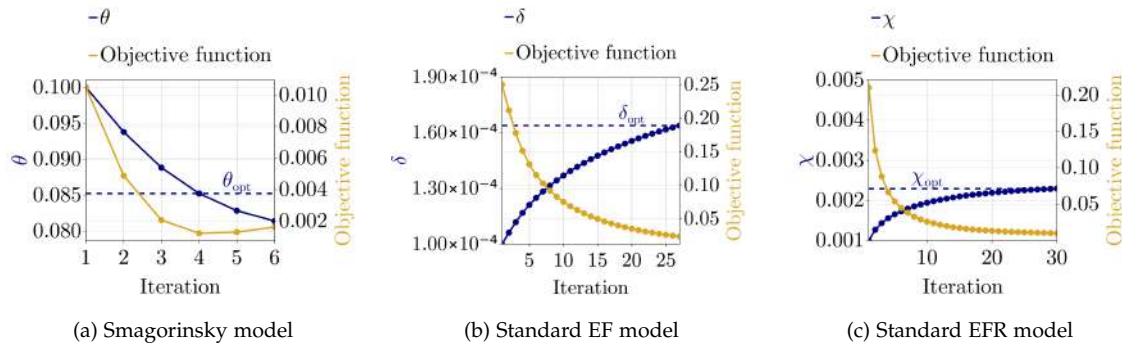 θ
Objective function
0.100
0.095
0.090
0.085
0.080
θ
θopt
0.010
0.008
0.006
0.004
0.002
Objective function
1 2 3 4 5 6
Iteration
(a) Smagorinsky model
δ
Objective function
1.90×10⁻⁴
1.60×10⁻⁴
1.30×10⁻⁴
1.00×10⁻⁴
δ
δopt
0.25
0.20
0.15
0.10
0.05
Objective function
5 10 15 20 25
Iteration
(b) Standard EF model
χ
Objective function
0.005
0.004
0.003
0.002
0.001
χ
χopt
0.20
0.15
0.10
0.05
Objective function
10 20 30
Iteration
(c) Standard EFR model